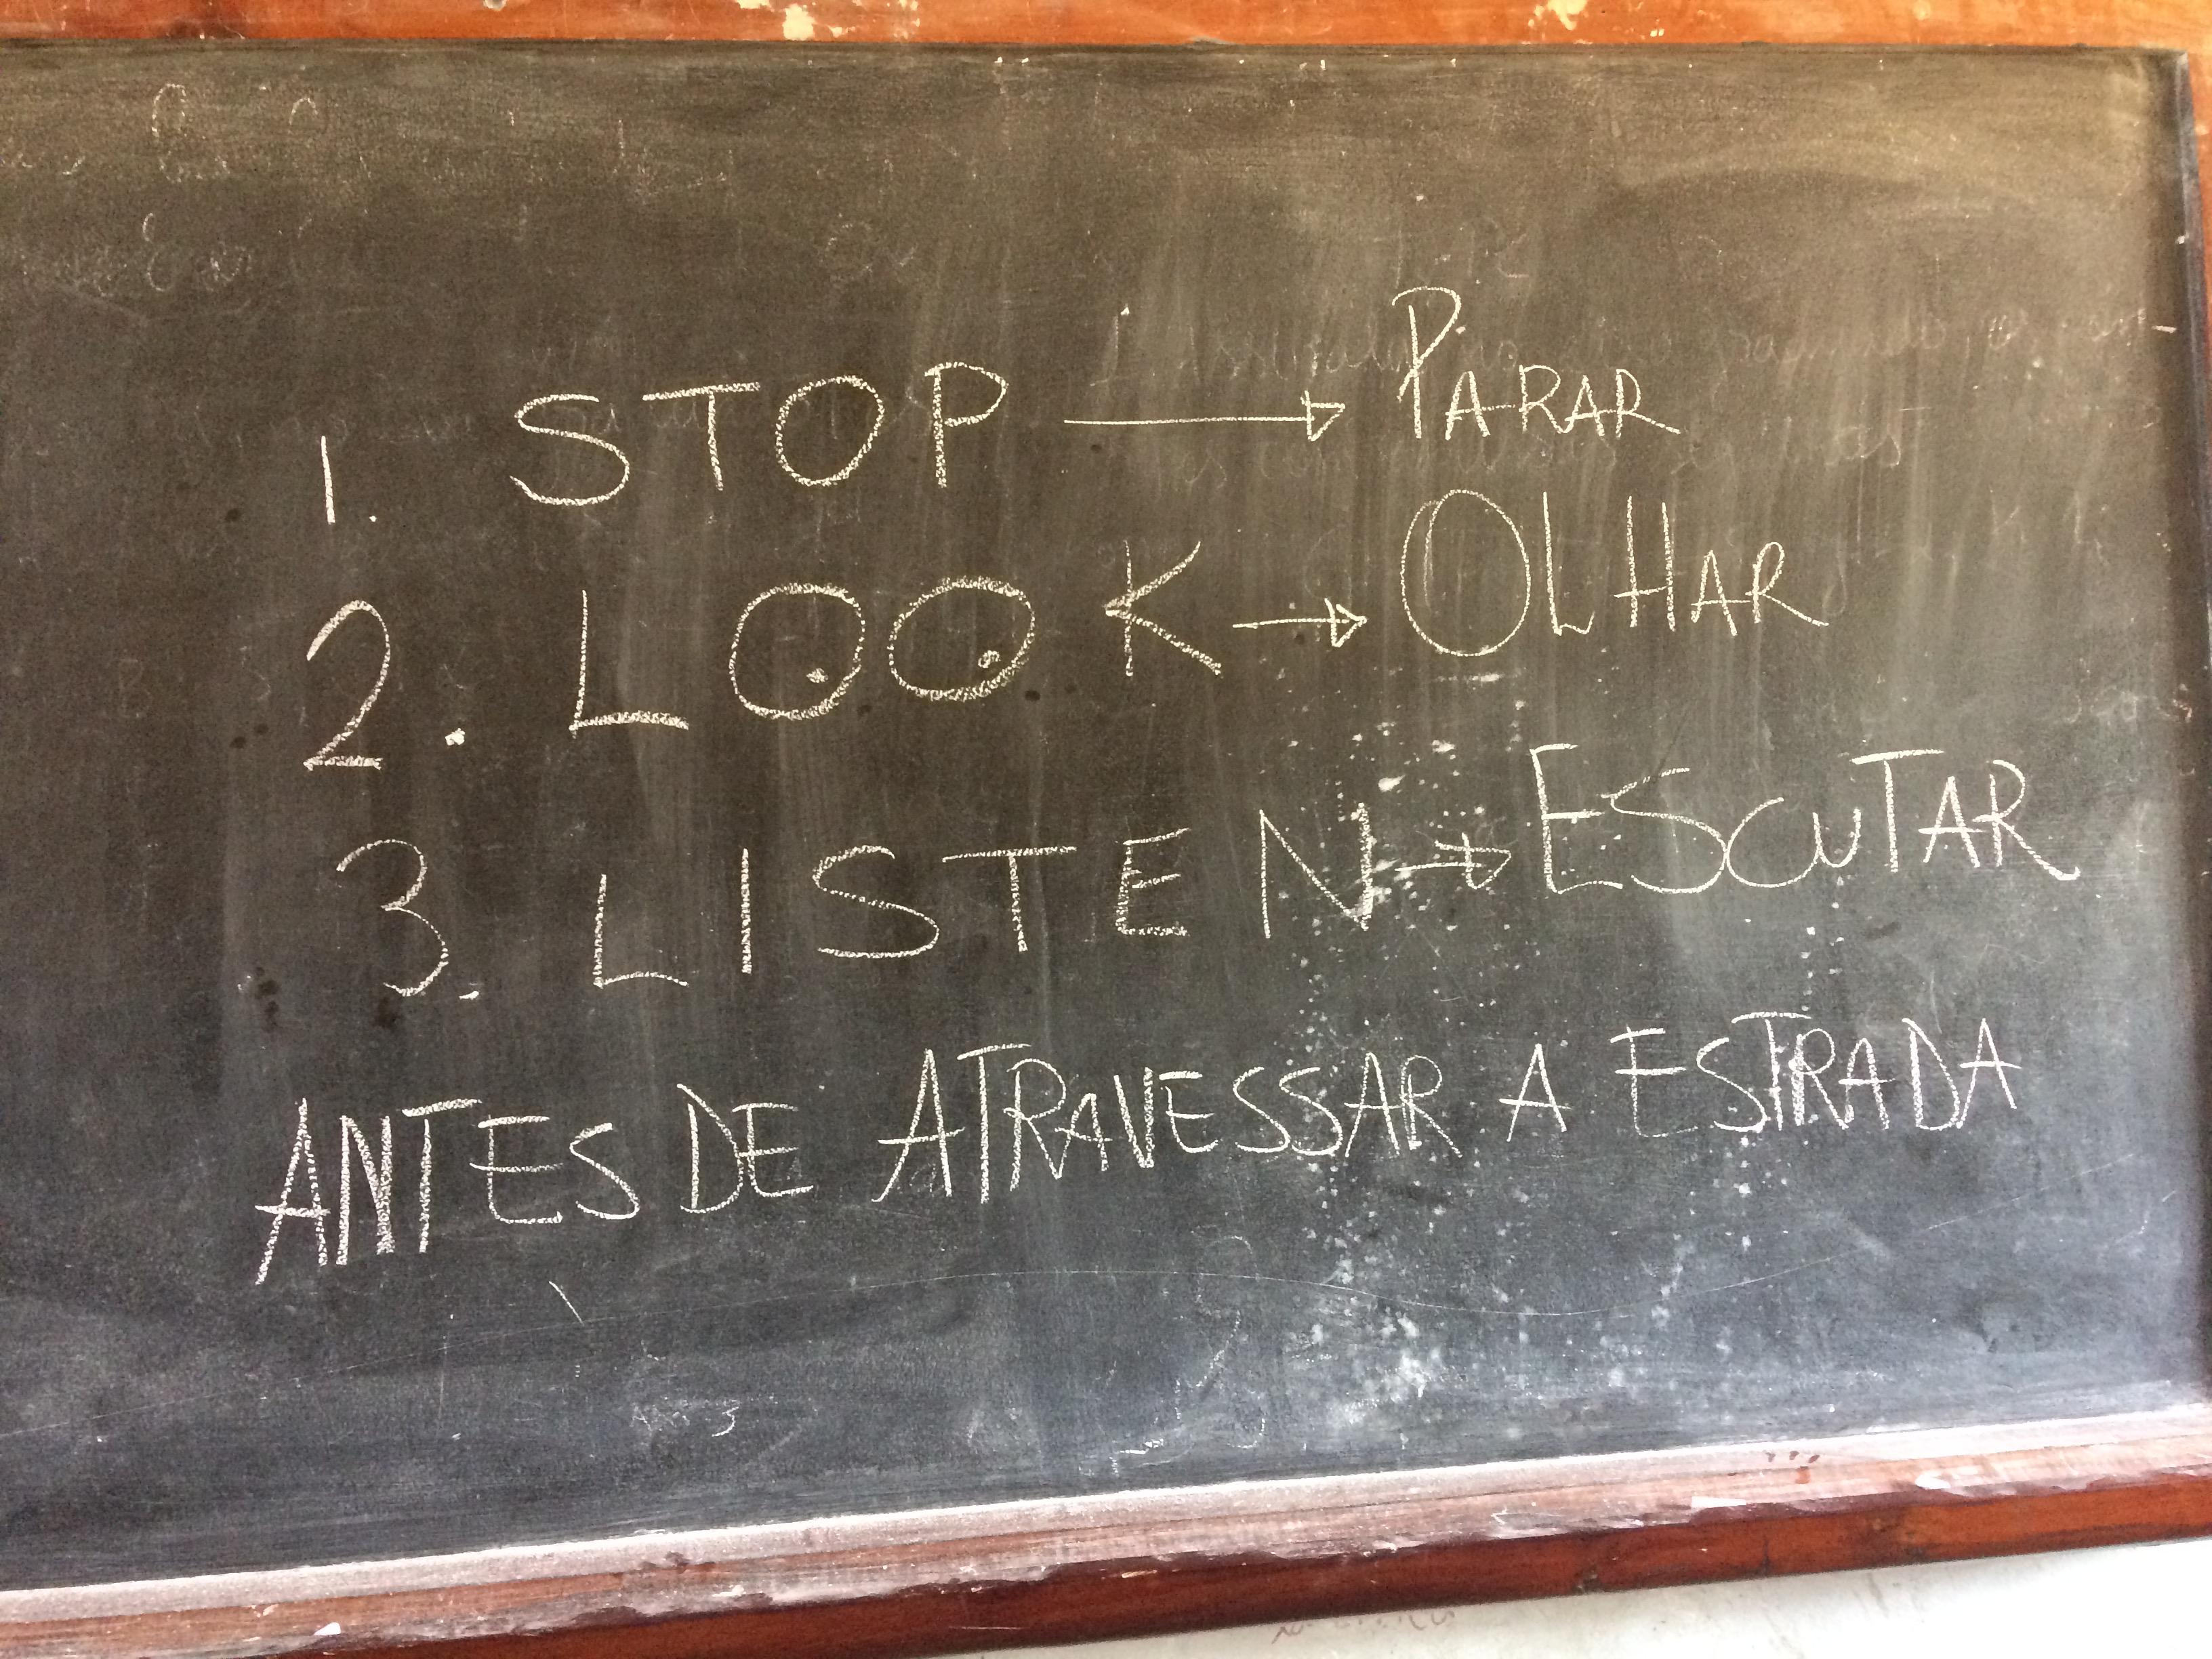 1. STOP → PARAR
2. LOOK → OLHAR
3. LISTEN → ESCUTAR
ANTES DE ATRAVESSAR A ESTRADA